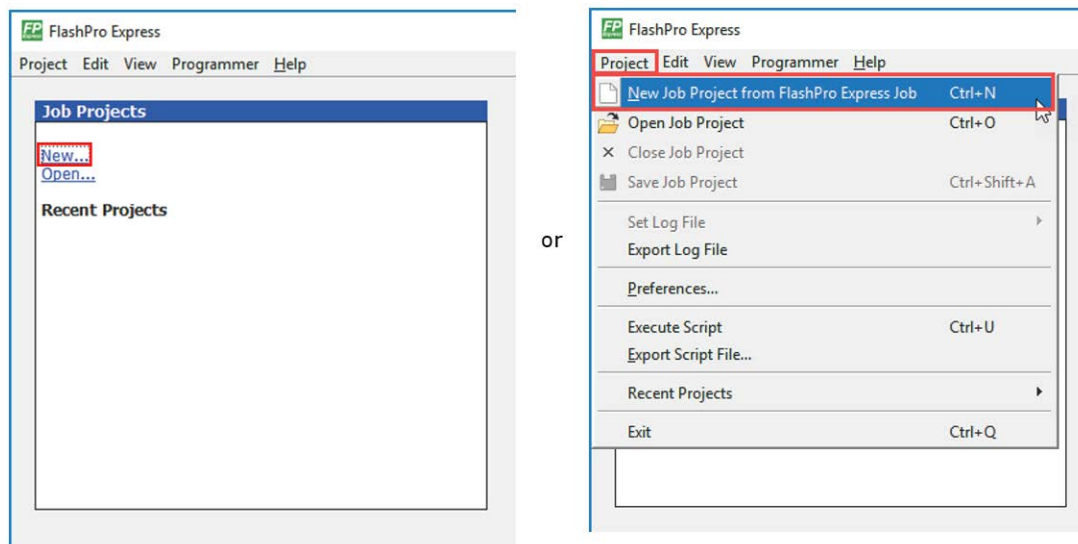 FP FlashPro Express
Project Edit View Programmer Help
Job Projects
New...
Open...
Recent Projects
or
FP FlashPro Express
Project Edit View Programmer Help
New Job Project from FlashPro Express Job Ctrl+N
Open Job Project Ctrl+O
Close Job Project
Save Job Project Ctrl+Shift+A
Set Log File
Export Log File
Preferences...
Execute Script Ctrl+U
Export Script File...
Recent Projects
Exit Ctrl+Q